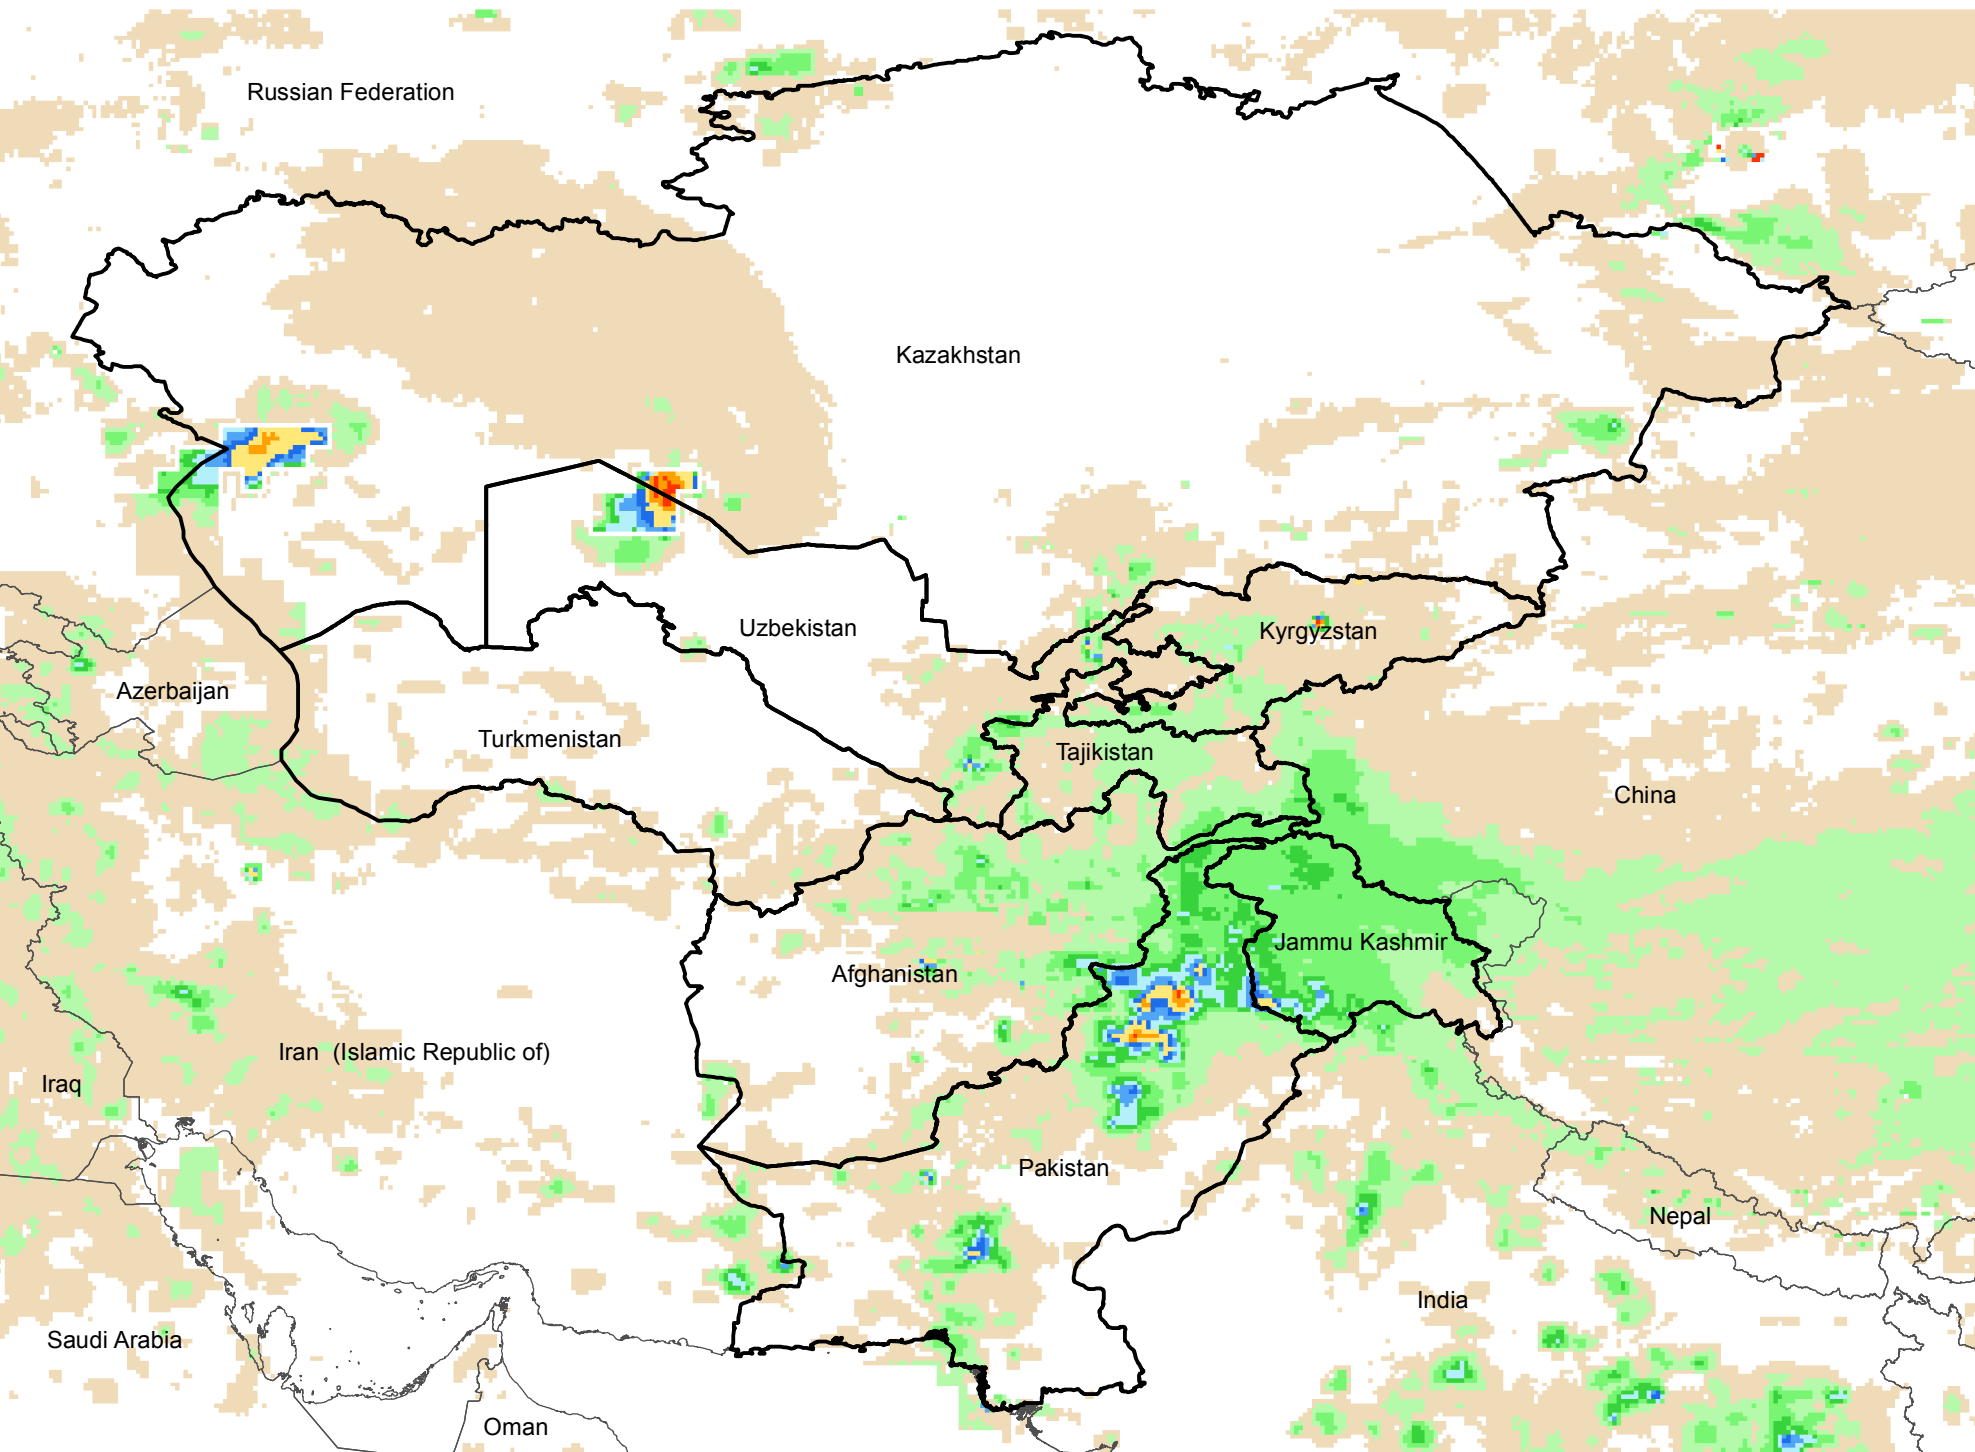 Russian Federation
Kazakhstan
Uzbekistan
Kyrgyzstan
Azerbaijan
Turkmenistan
Tajikistan
China
Jammu Kashmir
Afghanistan
Iran  (Islamic Republic of)
Iraq
Pakistan
Nepal
India
Saudi Arabia
Oman